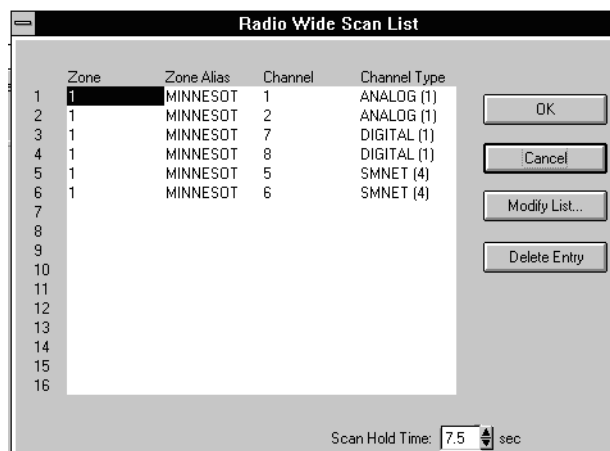 Radio Wide Scan List
Zone Zone Alias Channel Channel Type
1 1 MINNESOT 1 ANALOG (1)
2 1 MINNESOT 2 ANALOG (1)
3 1 MINNESOT 7 DIGITAL (1)
4 1 MINNESOT 8 DIGITAL (1)
5 1 MINNESOT 5 SMNET (4)
6 1 MINNESOT 6 SMNET (4)
7
8
9
10
11
12
13
14
15
16
OK
Cancel
Modify List...
Delete Entry
Scan Hold Time: 7.5 sec